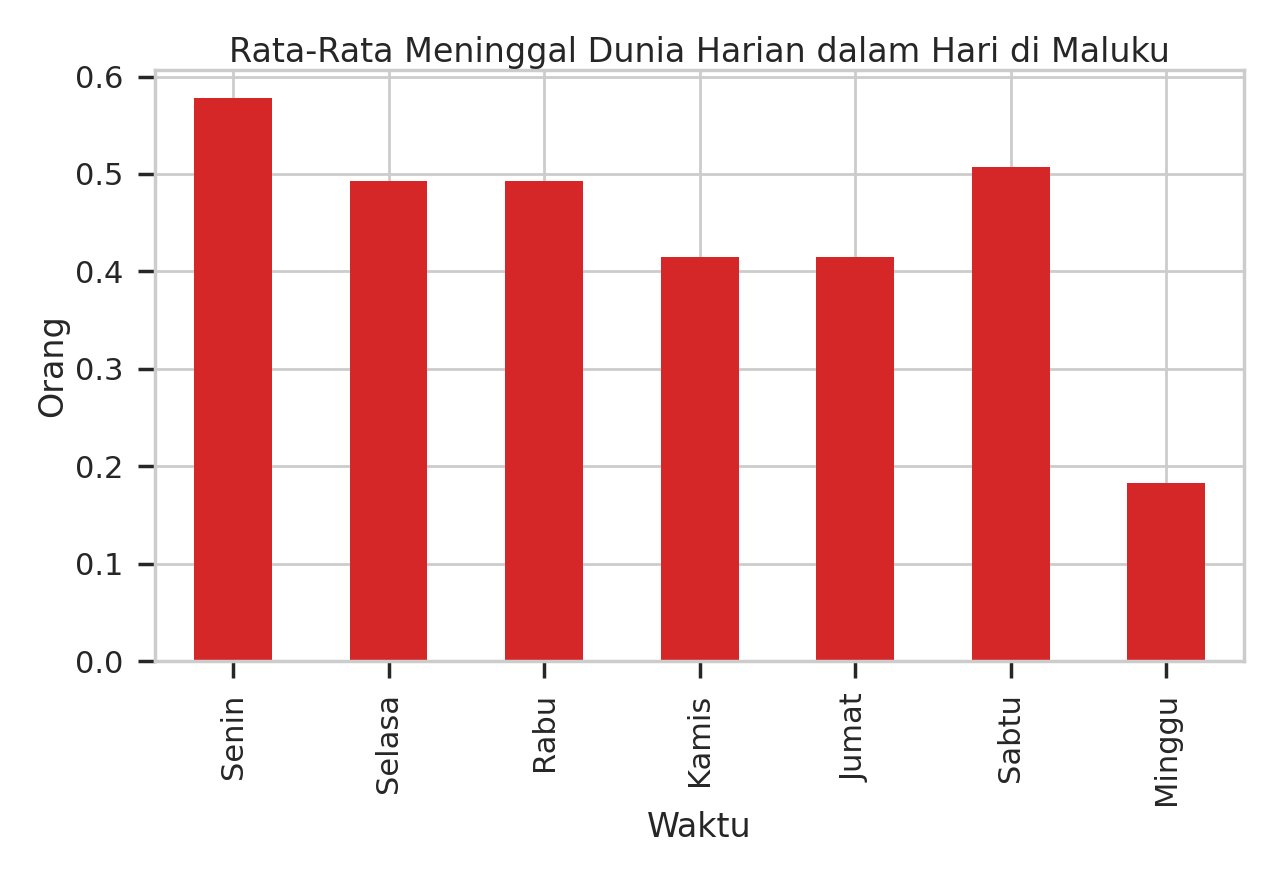 Rata-Rata Meninggal Dunia Harian dalam Hari di Maluku
0.6
0.5
0.4
0.3
0.2
0.1
0.0
Orang
Senin
Selasa
Rabu
Kamis
Jumat
Sabtu
Minggu
Waktu